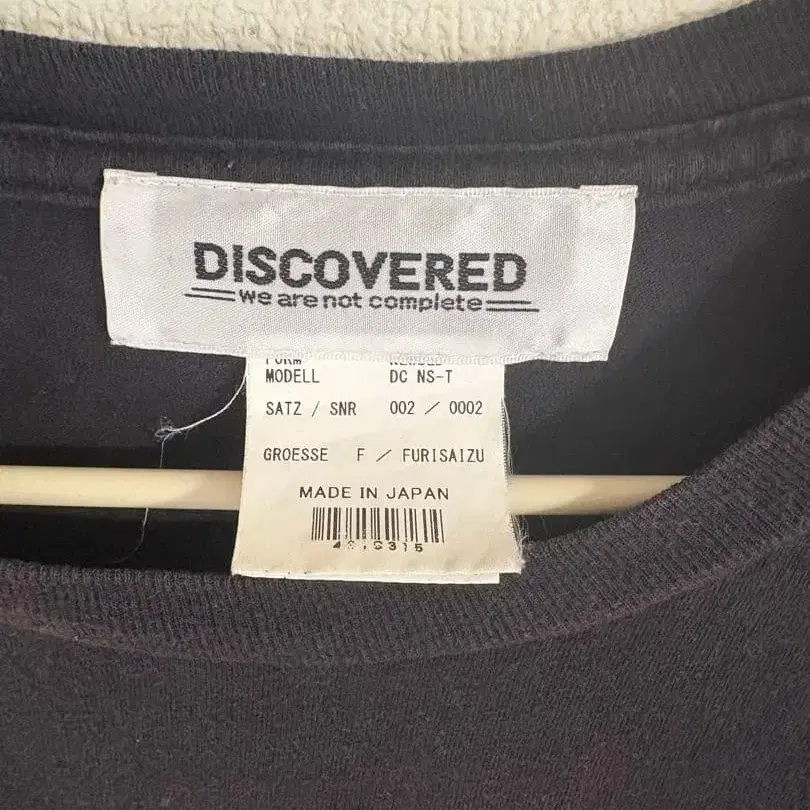 DISCOVERED
we are not complete
MODELL DC NS-T
SATZ / SNR 002 / 0002
GROESSE F / FURISAIZU
MADE IN JAPAN